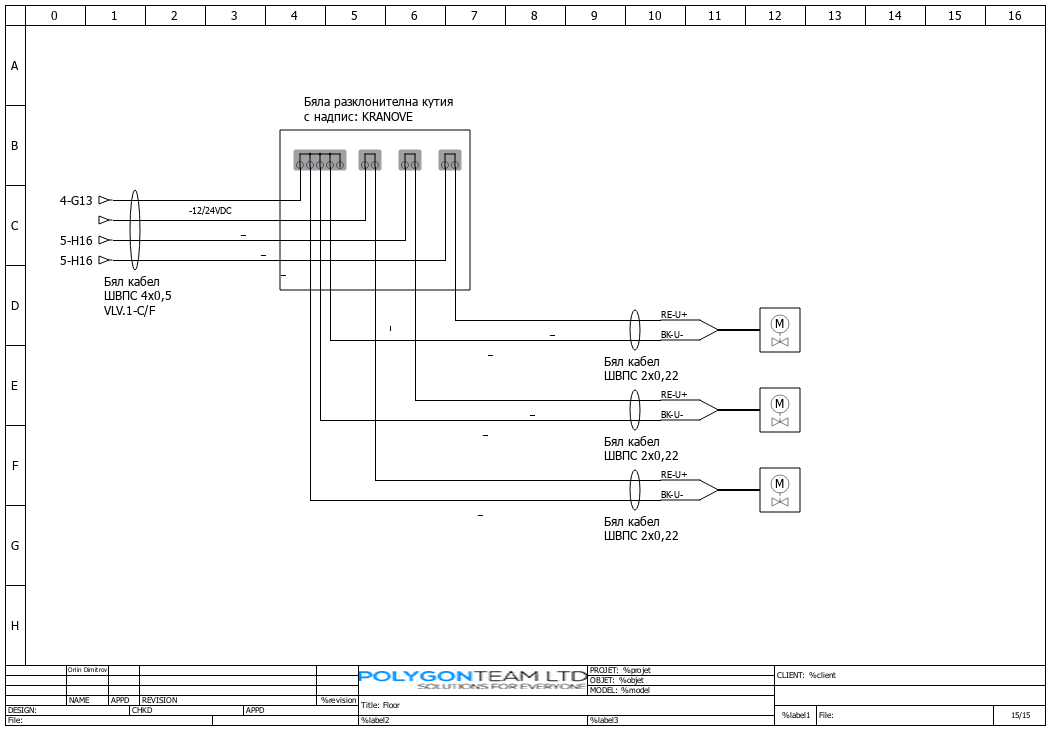 0 1 2 3 4 5 6 7 8 9 10 11 12 13 14 15 16
A
B
C
D
E
F
G
H
Бяла разклонителна кутия
с надпис: KRANOVE
4-G13
-12/24VDC
5-H16
5-H16
Бял кабел
ШВПС 4x0,5
VLV.1-C/F
RE-U+
BK-U-
M
Бял кабел
ШВПС 2x0,22
RE-U+
BK-U-
M
Бял кабел
ШВПС 2x0,22
RE-U+
BK-U-
M
Бял кабел
ШВПС 2x0,22
Orlin Dimitrov
NAME APPD REVISION %revision
DESIGN: CHKD APPD
File:
POLYGONTEAM LTD
SOLUTIONS FOR EVERYONE
Title: Floor
%label2 %label3
PROJET: %projet
OBJET: %objet
MODEL: %model
CLIENT: %client
%label1 File: 15/15